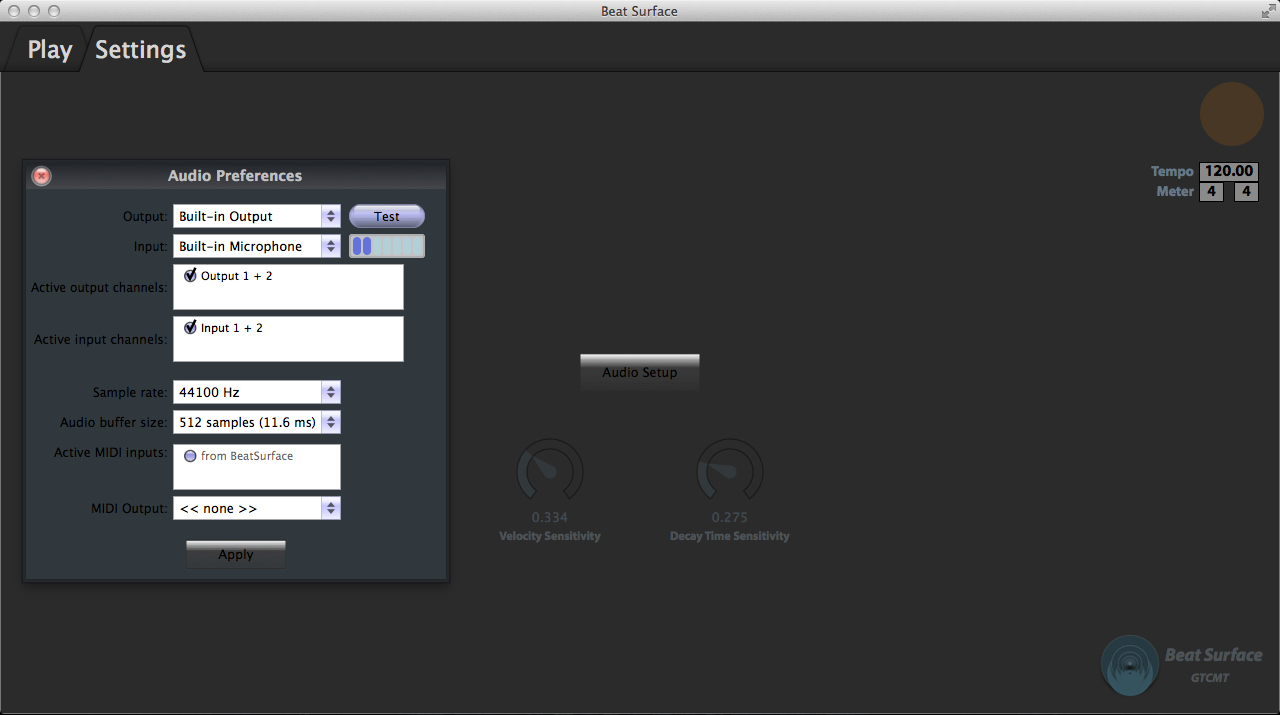 Beat Surface
Play Settings
Tempo 120.00
Meter 4 4
Audio Preferences
Output: Built-in Output Test
Input: Built-in Microphone
Active output channels: Output 1 + 2
Active input channels: Input 1 + 2
Sample rate: 44100 Hz
Audio buffer size: 512 samples (11.6 ms)
Active MIDI inputs: from BeatSurface
MIDI Output: << none >>
Apply
Audio Setup
0.334 0.275
Velocity Sensitivity Decay Time Sensitivity
Beat Surface
GTCMT